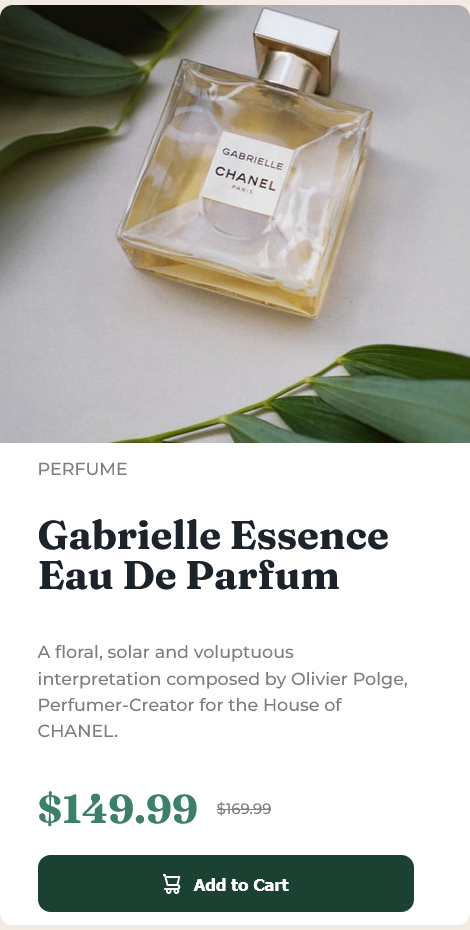 GABRIELLE
CHANEL
PARIS
PERFUME
Gabrielle Essence
Eau De Parfum
A floral, solar and voluptuous
interpretation composed by Olivier Polge,
Perfumer-Creator for the House of
CHANEL.
$149.99 $169.99
Add to Cart